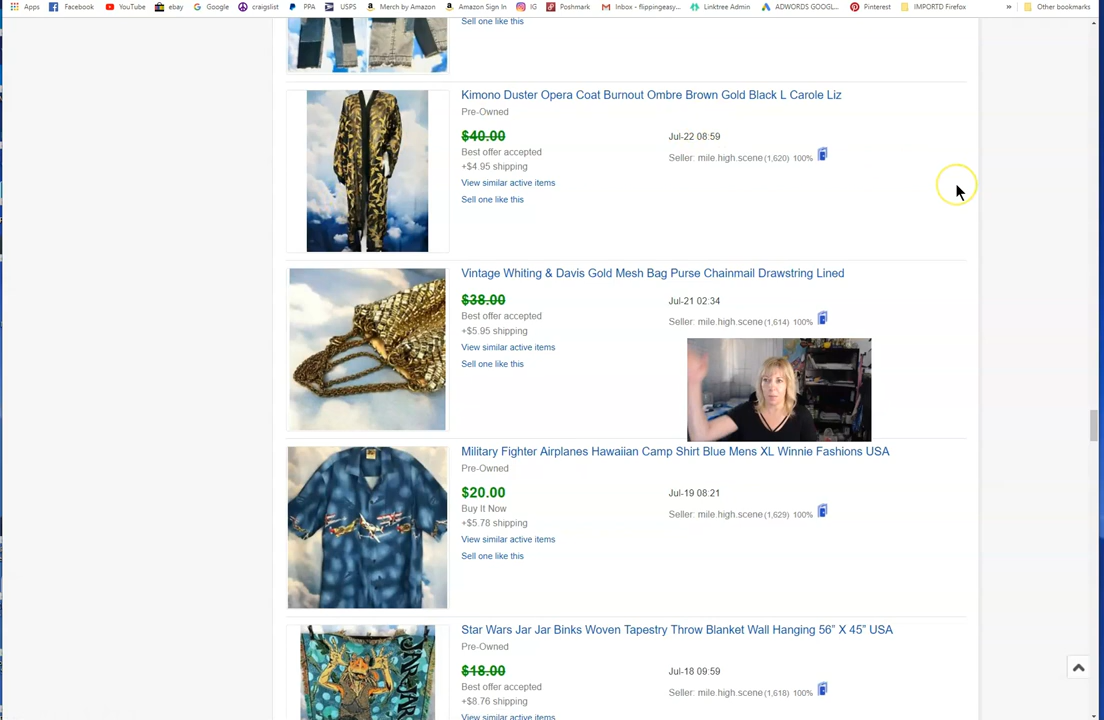 Apps Facebook YouTube ebay Google craigslist PPA USPS Merch by Amazon Amazon Sign In IG Poshmark Inbox - flippingeasy... Linktree Admin ADWORDS GOOGL... Pinterest IMPORTD Firefox » Other bookmarks
Sell one like this
Kimono Duster Opera Coat Burnout Ombre Brown Gold Black L Carole Liz
Pre-Owned
$40.00 Jul-22 08:59
Best offer accepted Seller: mile.high.scene (1,620) 100%
+$4.95 shipping
View similar active items
Sell one like this
Vintage Whiting & Davis Gold Mesh Bag Purse Chainmail Drawstring Lined
$38.00 Jul-21 02:34
Best offer accepted Seller: mile.high.scene (1,614) 100%
+$5.95 shipping
View similar active items
Sell one like this
Military Fighter Airplanes Hawaiian Camp Shirt Blue Mens XL Winnie Fashions USA
Pre-Owned
$20.00 Jul-19 08:21
Buy It Now Seller: mile.high.scene (1,629) 100%
+$5.78 shipping
View similar active items
Sell one like this
Star Wars Jar Jar Binks Woven Tapestry Throw Blanket Wall Hanging 56" X 45" USA
Pre-Owned
$18.00 Jul-18 09:59
Best offer accepted Seller: mile.high.scene (1,618) 100%
+$8.76 shipping
View similar active items
JAR JAR